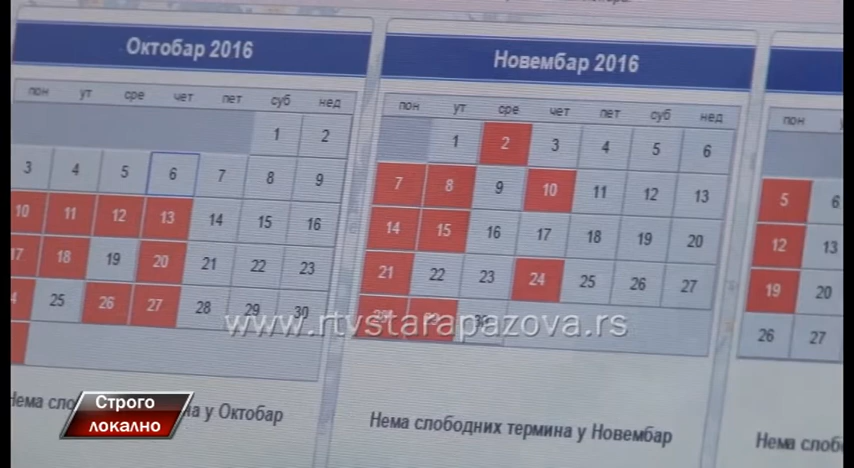 Октобар 2016
пон ут сре чет пет суб нед
1 2
3 4 5 6 7 8 9
10 11 12 13 14 15 16
18 19 20 21 22 23
25 26 27 28 29 30
Новембар 2016
пон ут сре чет пет суб нед
1 2 3 4 5 6
7 8 9 10 11 12 13
14 15 16 17 18 19 20
21 22 23 24 25 26 27
28 29 30
Нема слободних термина у Новембар
пон
5 6
12 13
19 20
26 27
Нема
у Октобар
www.rtvstarapazova.rs
Строго
локално